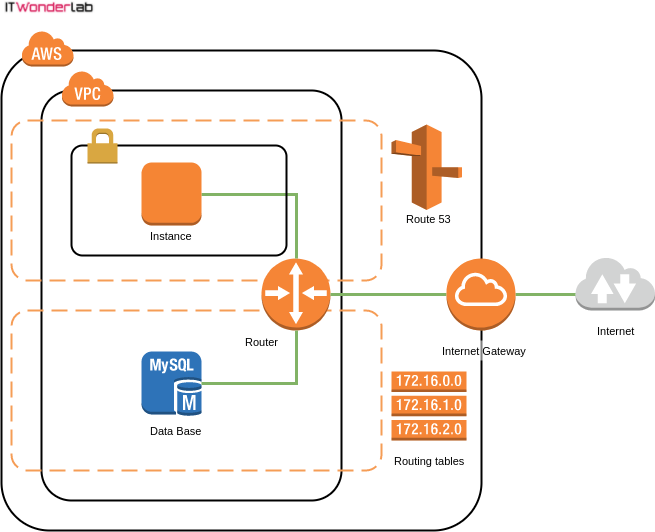 ITWonderlab
AWS
VPC
Instance
Route 53
Router
Internet Gateway
Internet
MySQL
M
Data Base
172.16.0.0
172.16.1.0
172.16.2.0
Routing tables